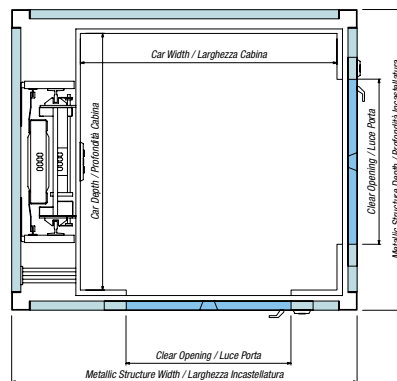 Car Width / Larghezza Cabina
Car Depth / Profondità Cabina
Clear Opening / Luce Porta
Metallic Structure Depth / Profondità Incastellatura
Clear Opening / Luce Porta
Metallic Structure Width / Larghezza Incastellatura